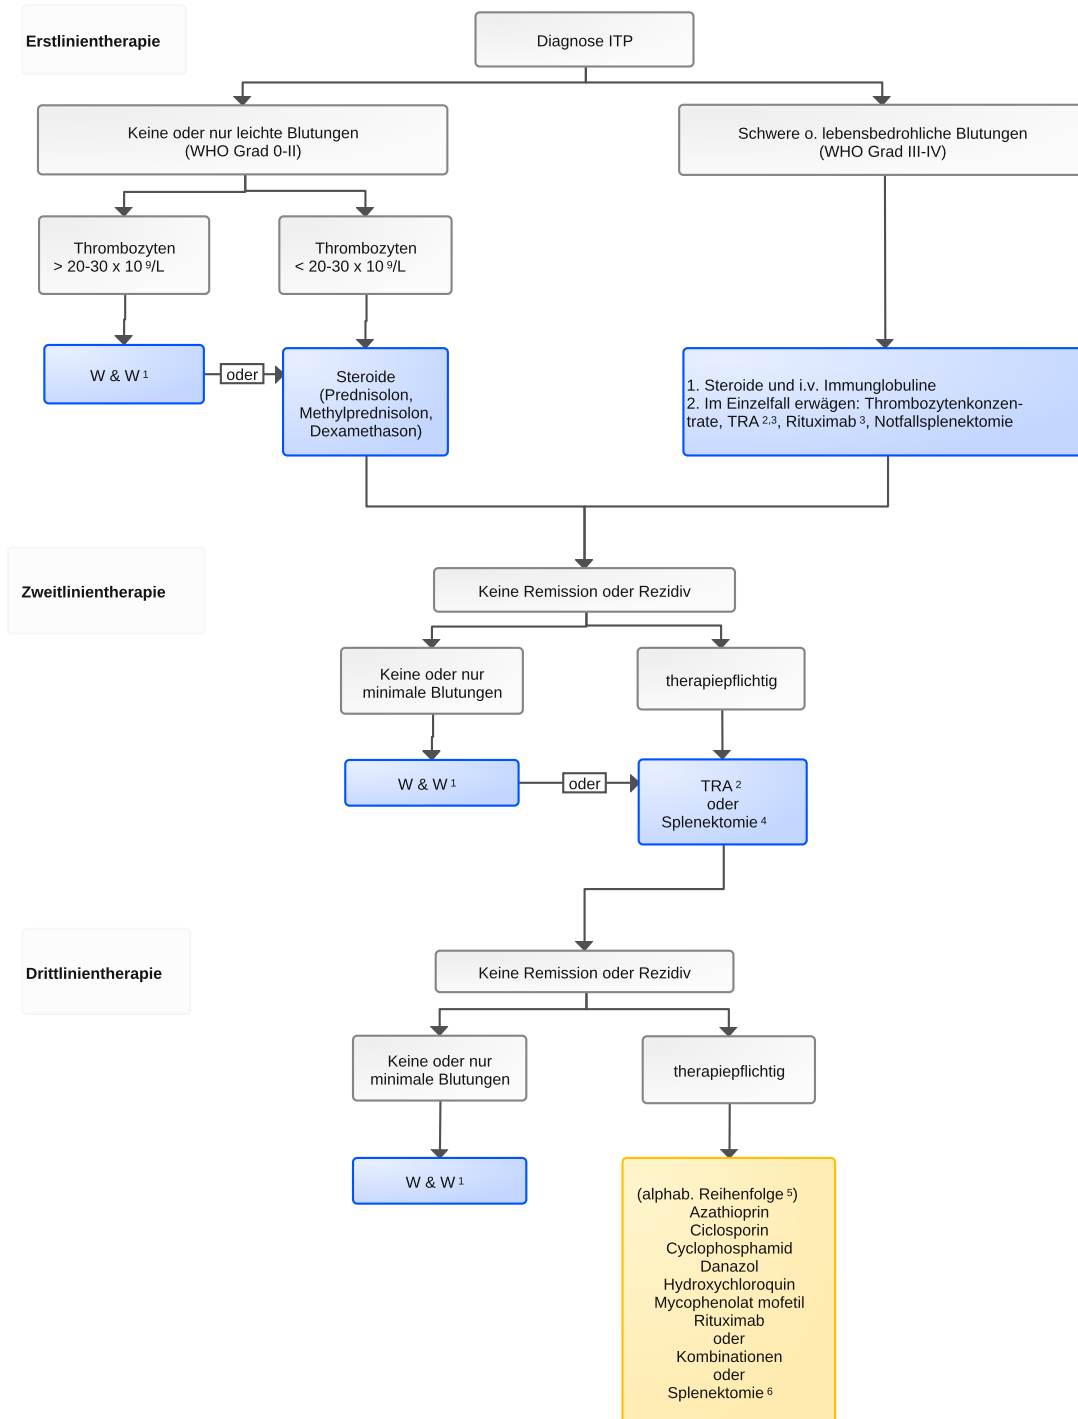 Erstlinientherapie
Diagnose ITP
Keine oder nur leichte Blutungen
(WHO Grad 0-II)
Schwere o. lebensbedrohliche Blutungen
(WHO Grad III-IV)
Thrombozyten
> 20-30 x 10 9/L
Thrombozyten
< 20-30 x 10 9/L
W & W 1
oder
Steroide
(Prednisolon,
Methylprednisolon,
Dexamethason)
1. Steroide und i.v. Immunglobuline
2. Im Einzelfall erwägen: Thrombozytenkonzen-
trate, TRA 2,3, Rituximab 3, Notfallsplenektomie
Zweitlinientherapie
Keine Remission oder Rezidiv
Keine oder nur
minimale Blutungen
therapiepflichtig
W & W 1
oder
TRA 2
oder
Splenektomie 4
Drittlinientherapie
Keine Remission oder Rezidiv
Keine oder nur
minimale Blutungen
therapiepflichtig
W & W 1
(alphab. Reihenfolge 5)
Azathioprin
Ciclosporin
Cyclophosphamid
Danazol
Hydroxychloroquin
Mycophenolat mofetil
Rituximab
oder
Kombinationen
oder
Splenektomie 6